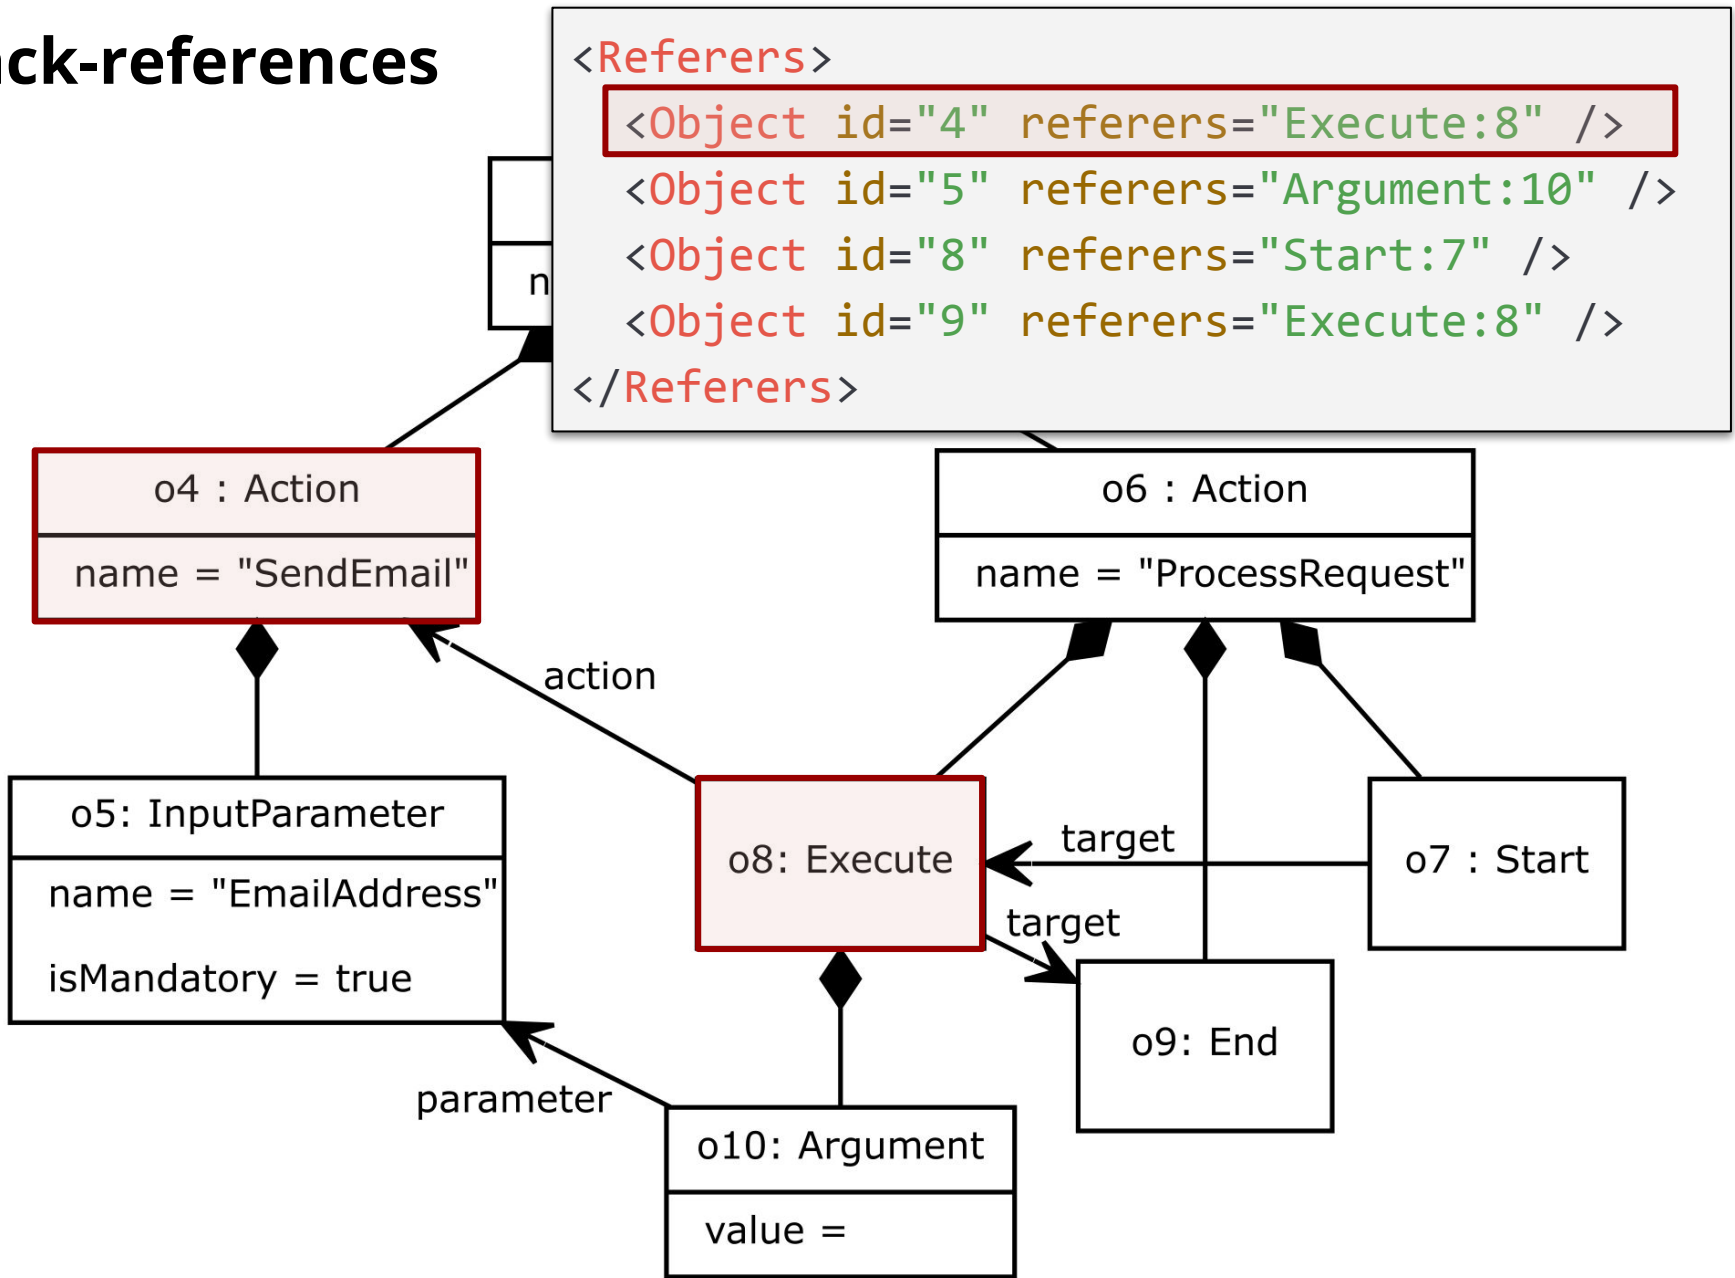 ck-references
<Referers>
<Object id="4" referers="Execute:8" />
<Object id="5" referers="Argument:10" />
<Object id="8" referers="Start:7" />
<Object id="9" referers="Execute:8" />
</Referers>
n
o4 : Action
name = "SendEmail"
o6 : Action
name = "ProcessRequest"
action
o5: InputParameter
name = "EmailAddress"
isMandatory = true
o8: Execute
target
o7 : Start
target
o9: End
parameter
o10: Argument
value =